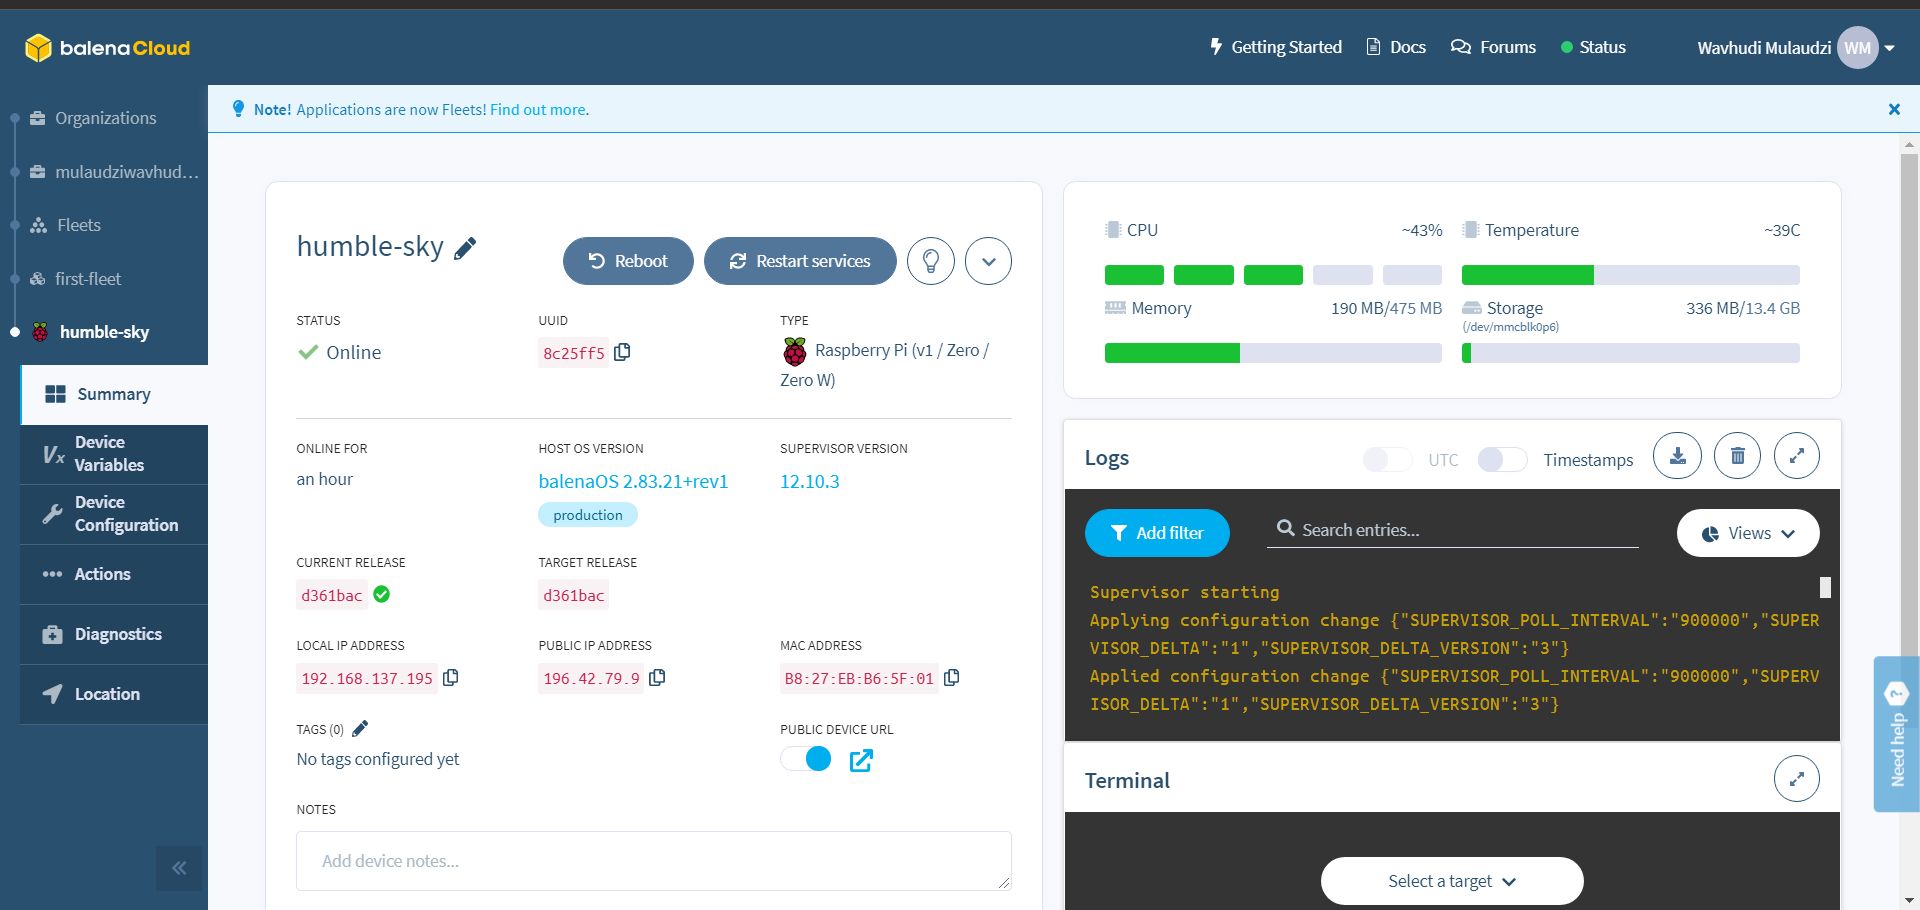 balenaCloud
Getting Started
Docs
Forums
Status
Wavhudi Mulaudzi
WM
Organizations
mulaudziwavhud...
Fleets
first-fleet
humble-sky
Summary
Device
Variables
Device
Configuration
Actions
Diagnostics
Location
Note! Applications are now Fleets! Find out more.
humble-sky
Reboot
Restart services
STATUS
Online
UUID
8c25ff5
TYPE
Raspberry Pi (v1 / Zero /
Zero W)
ONLINE FOR
an hour
HOST OS VERSION
balenaOS 2.83.21+rev1
production
SUPERVISOR VERSION
12.10.3
CURRENT RELEASE
d361bac
TARGET RELEASE
d361bac
LOCAL IP ADDRESS
192.168.137.195
PUBLIC IP ADDRESS
196.42.79.9
MAC ADDRESS
B8:27:EB:B6:5F:01
TAGS (0)
No tags configured yet
PUBLIC DEVICE URL
NOTES
Add device notes...
CPU
~43%
Temperature
~39C
Memory
190 MB/475 MB
Storage
(/dev/mmcblk0p6)
336 MB/13.4 GB
Logs
UTC
Timestamps
Add filter
Search entries...
Views
Supervisor starting
Applying configuration change {"SUPERVISOR_POLL_INTERVAL":"900000","SUPER
VISOR_DELTA":"1","SUPERVISOR_DELTA_VERSION":"3"}
Applied configuration change {"SUPERVISOR_POLL_INTERVAL":"900000","SUPERV
ISOR_DELTA":"1","SUPERVISOR_DELTA_VERSION":"3"}
Terminal
Select a target
Need help